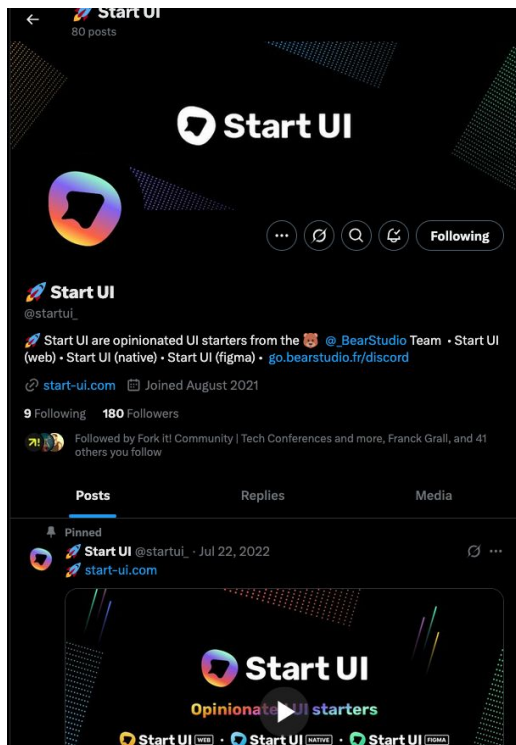 🚀 Start UI
80 posts
Start UI
Following
🚀 Start UI
@startui_
🚀 Start UI are opinionated UI starters from the 🐻 @_BearStudio Team • Start UI
(web) • Start UI (native) • Start UI (figma) • go.bearstudio.fr/discord
start-ui.com Joined August 2021
9 Following 180 Followers
Followed by Fork it! Community | Tech Conferences and more, Franck Grall, and 41
others you follow
Posts Replies Media
Pinned
🚀 Start UI @startui_ · Jul 22, 2022
🚀 start-ui.com
Start UI
Opinionated UI starters
Start UI WEB • Start UI NATIVE • Start UI FIGMA